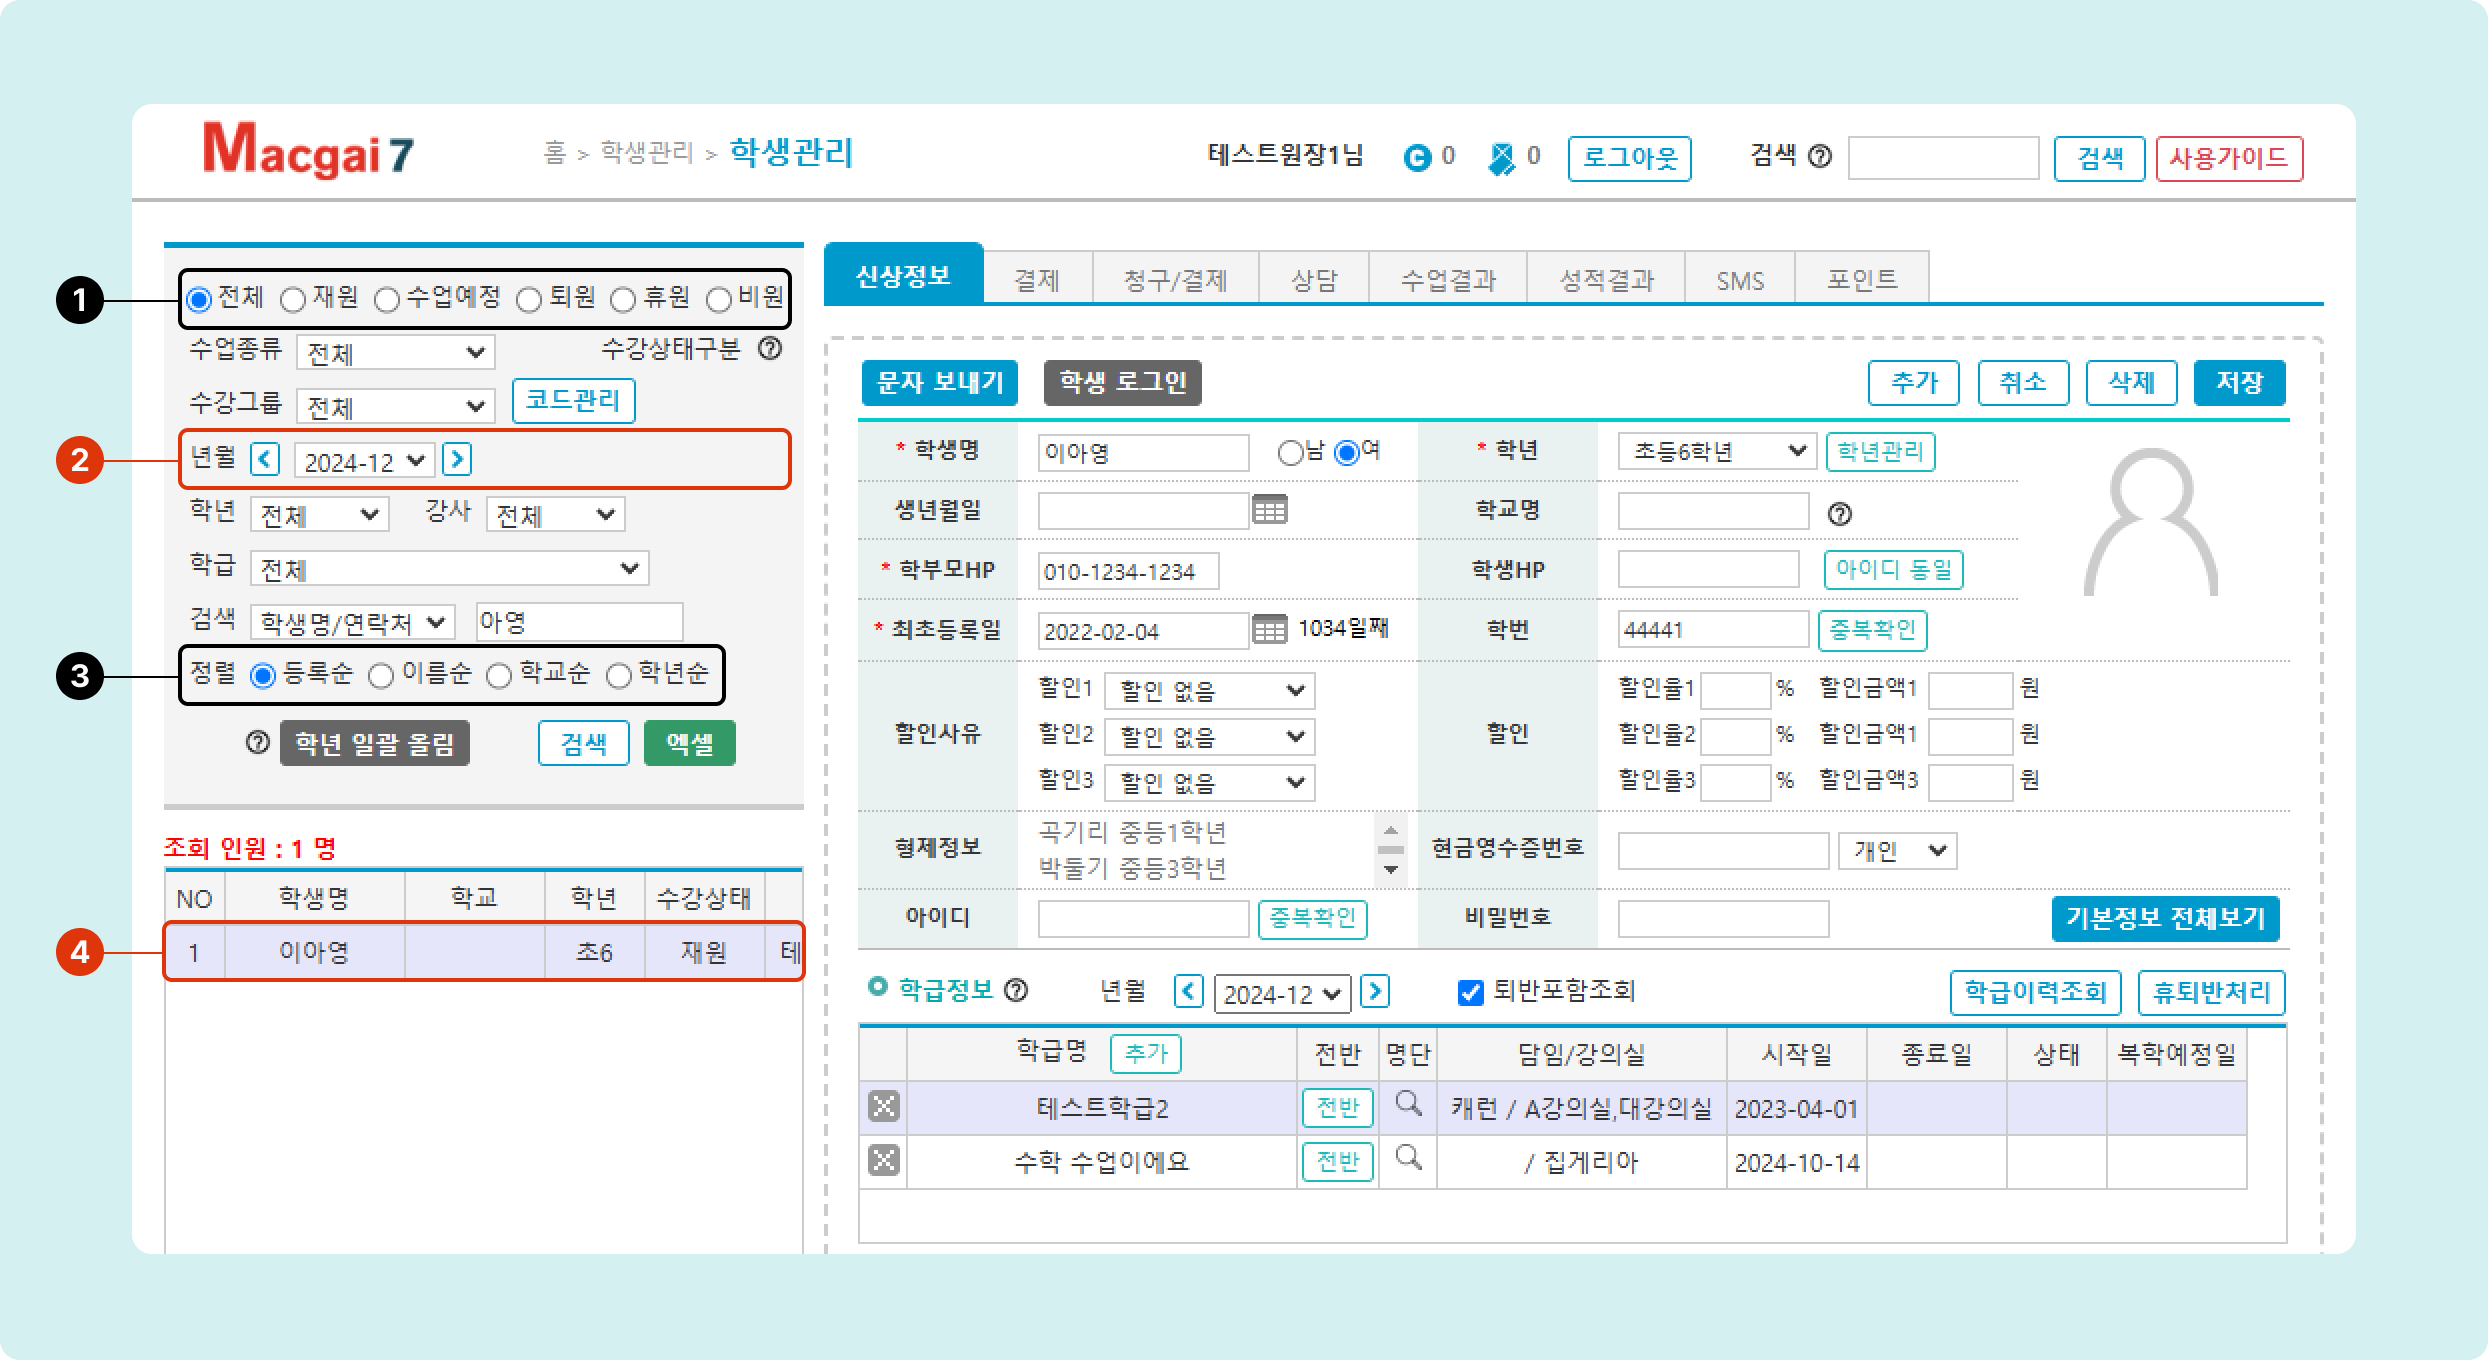 Macgai 7
홈 > 학생관리 > 학생관리
테스트원장1님 0 0 로그아웃 검색 검색 사용가이드
1 전체 재원 수업예정 퇴원 휴원 비원
수업종류 전체 수강상태구분
수강그룹 전체 코드관리
2 년월 2024-12
학년 전체 강사 전체
학급 전체
검색 학생명/연락처 아영
3 정렬 등록순 이름순 학교순 학년순
학년 일괄 올림 검색 엑셀
조회 인원 : 1 명
NO 학생명 학교 학년 수강상태
4 1 이아영 초6 재원 테
신상정보 결제 청구/결제 상담 수업결과 성적결과 SMS 포인트
문자 보내기 학생 로그인 추가 취소 삭제 저장
* 학생명 이아영 남 여 * 학년 초등6학년 학년관리
생년월일 학교명
* 학부모HP 010-1234-1234 학생HP 아이디 동일
* 최초등록일 2022-02-04 1034일째 학번 44441 중복확인
할인사유 할인1 할인 없음 할인 할인율1 % 할인금액1 원
할인2 할인 없음 할인율2 % 할인금액1 원
할인3 할인 없음 할인율3 % 할인금액3 원
형제정보 곡기리 중등1학년 현금영수증번호 개인
박둘기 중등3학년
아이디 중복확인 비밀번호 기본정보 전체보기
학급정보 년월 2024-12 퇴반포함조회 학급이력조회 휴퇴반처리
학급명 추가 전반 명단 담임/강의실 시작일 종료일 상태 복학예정일
테스트학급2 전반 캐런 / A강의실,대강의실 2023-04-01
수학 수업이에요 전반 / 집게리아 2024-10-14